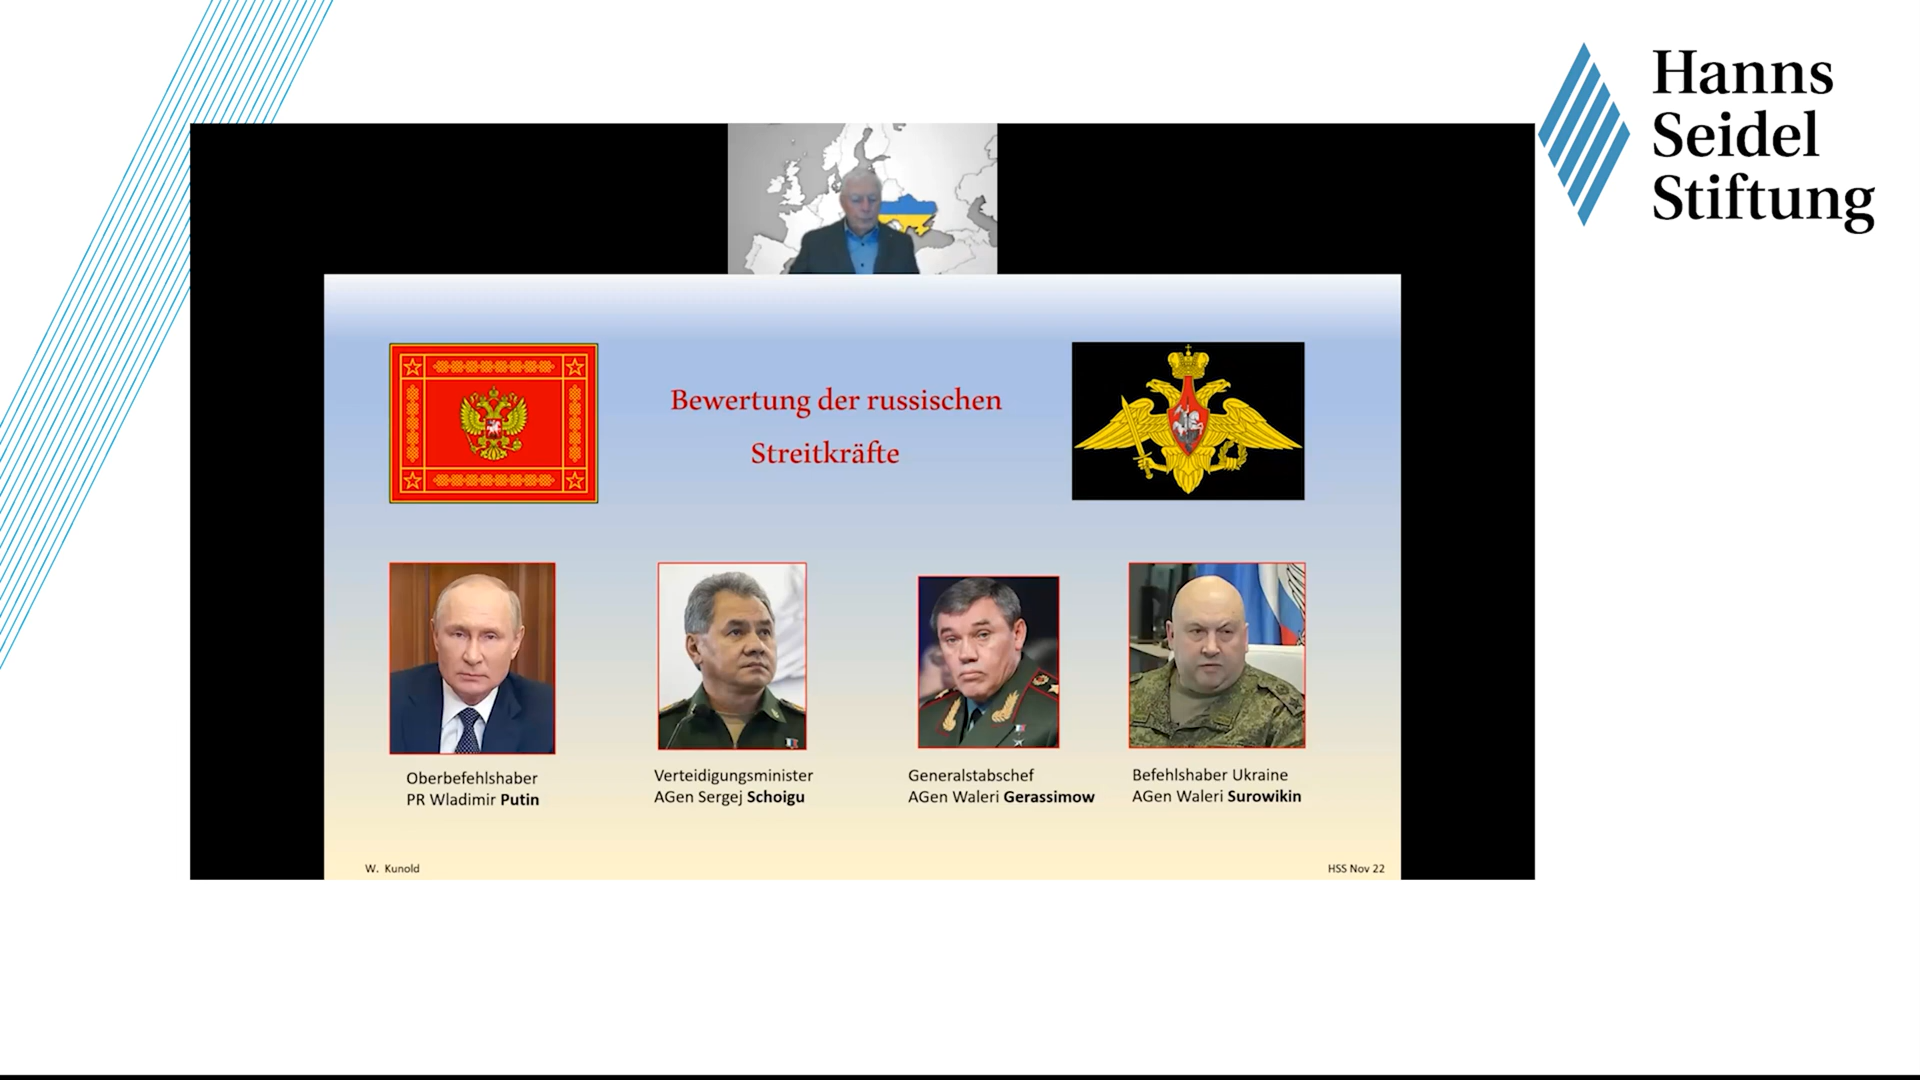 Hanns
Seidel
Stiftung
Bewertung der russischen
Streitkräfte
Oberbefehlshaber
PR Wladimir Putin
Verteidigungsminister
AGen Sergej Schoigu
Generalstabschef
AGen Waleri Gerassimow
Befehlshaber Ukraine
AGen Waleri Surowikin
W. Kunold
HSS Nov 22